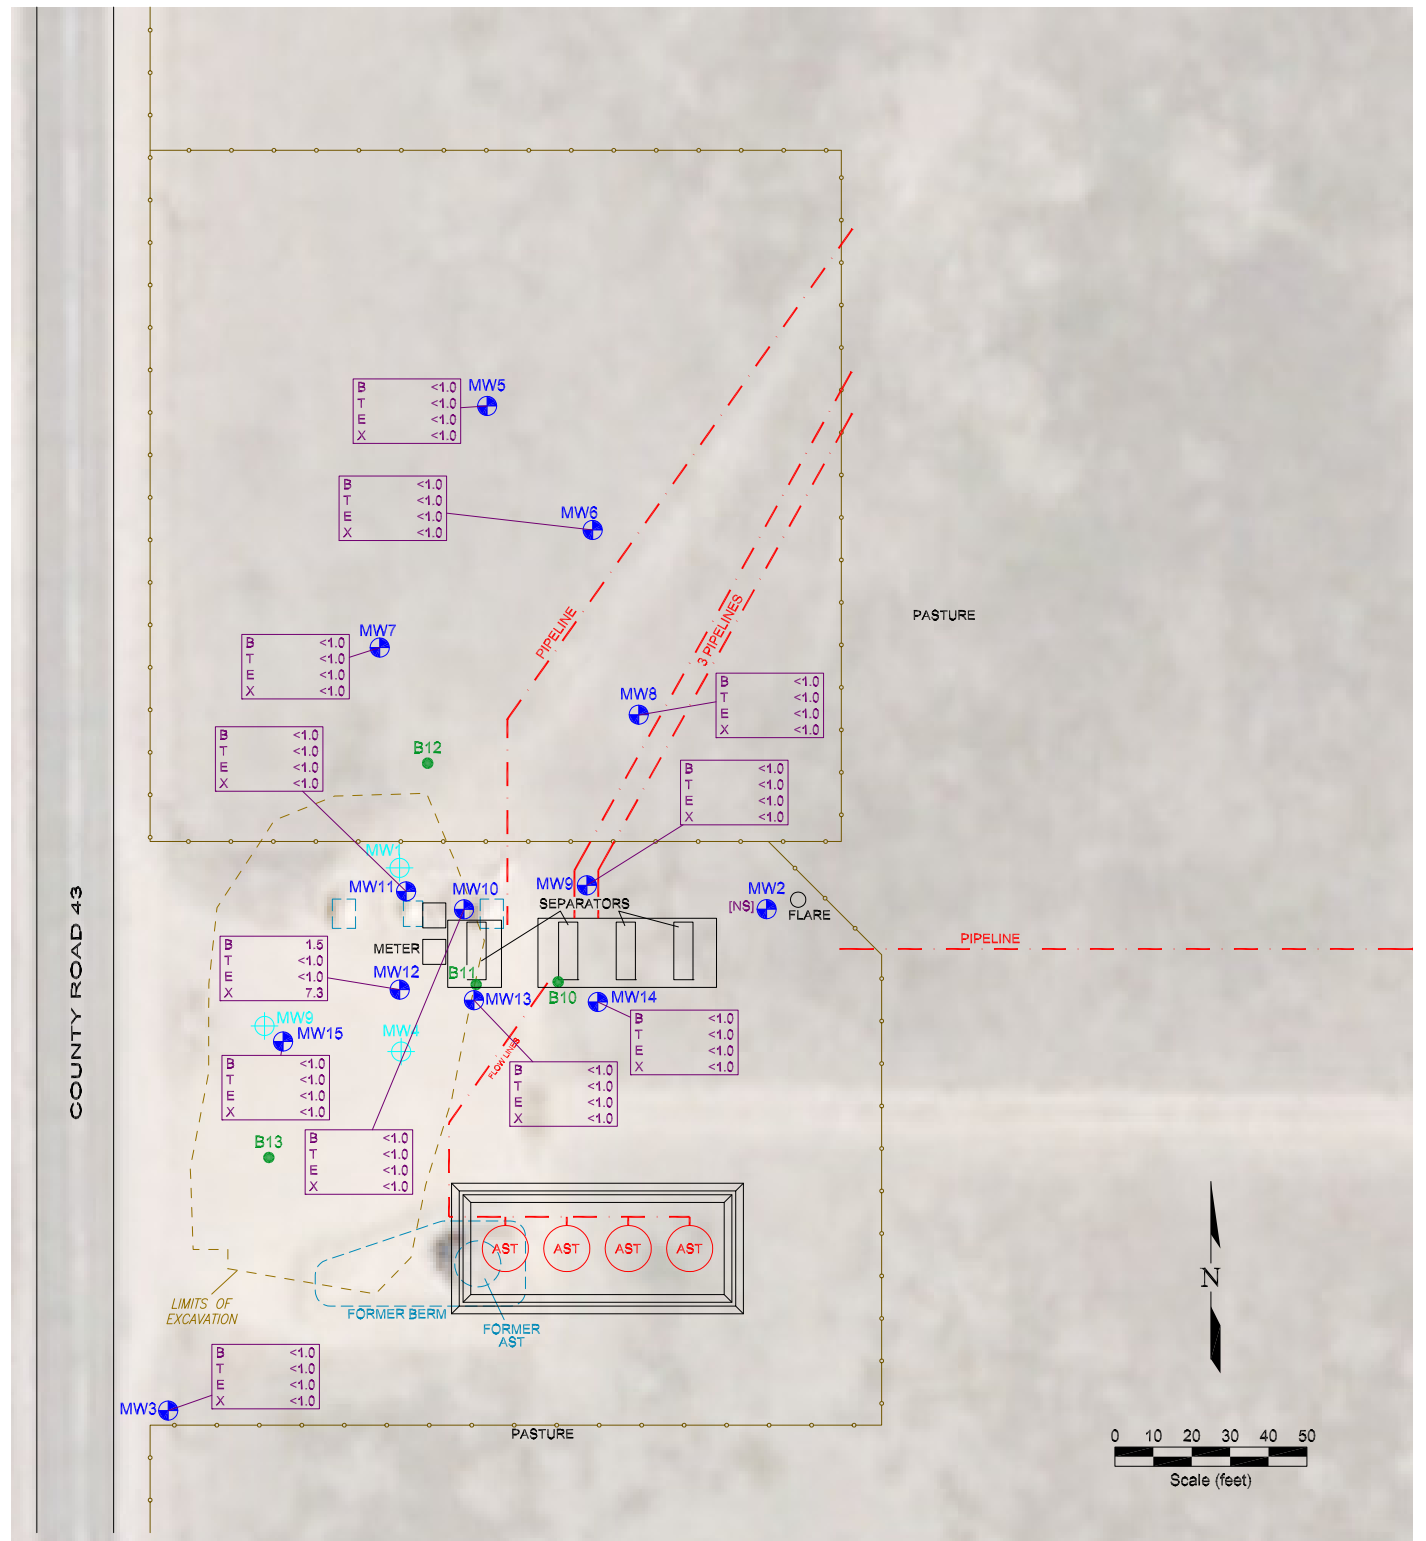 B <1.0
T <1.0
E <1.0
X <1.0
MW5
B <1.0
T <1.0
E <1.0
X <1.0
MW6
PIPELINE
3 PIPELINES
PASTURE
MW7
B <1.0
T <1.0
E <1.0
X <1.0
MW8
B <1.0
T <1.0
E <1.0
X <1.0
B <1.0
T <1.0
E <1.0
X <1.0
B12
B <1.0
T <1.0
E <1.0
X <1.0
MW1
MW11
MW10
MW9
SEPARATORS
MW2
[NS]
FLARE
PIPELINE
COUNTY ROAD 43
METER
B 1.5
T <1.0
E <1.0
X 7.3
MW12
B11
MW13
B10
MW14
MW9
MW15
MW4
FLOW LINES
B <1.0
T <1.0
E <1.0
X <1.0
B <1.0
T <1.0
E <1.0
X <1.0
B <1.0
T <1.0
E <1.0
X <1.0
B13
B <1.0
T <1.0
E <1.0
X <1.0
AST
AST
AST
AST
LIMITS OF
EXCAVATION
FORMER BERM
FORMER
AST
B <1.0
T <1.0
E <1.0
X <1.0
MW3
PASTURE
N
0 10 20 30 40 50
Scale (feet)